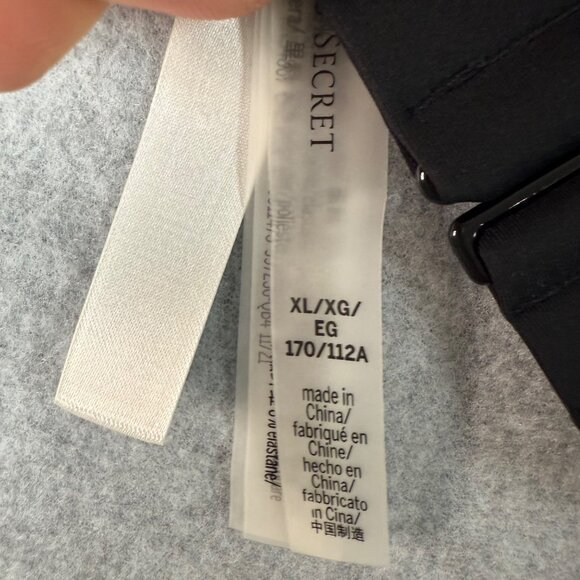 SECRET
XL/XG/
EG
170/112A
made in
China/
fabriqué en
Chine/
hecho en
China/
fabbricato
in Cina/
中国制造
elastane/